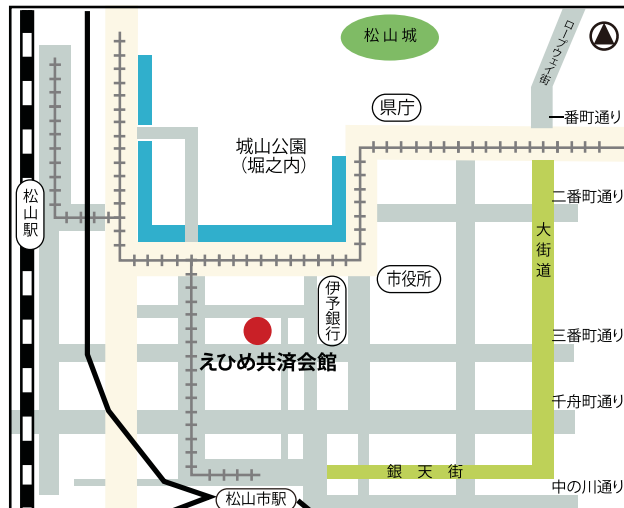 松山城
ロープウェイ街
県庁
一番町通り
城山公園
（堀之内）
松山駅
二番町通り
大街道
市役所
伊予銀行
三番町通り
えひめ共済会館
千舟町通り
銀天街
中の川通り
松山市駅